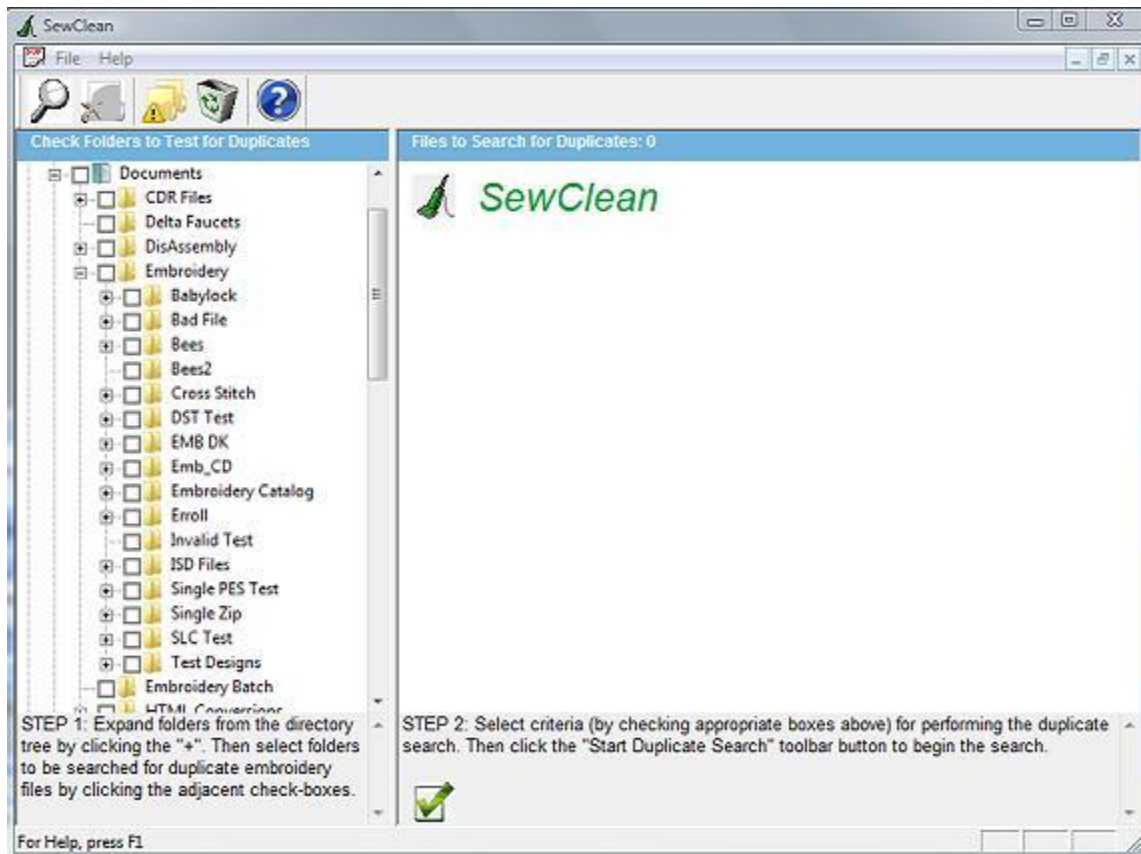 SewClean
File Help
Check Folders to Test for Duplicates
Files to Search for Duplicates: 0
Documents
CDR Files
Delta Faucets
DisAssembly
Embroidery
Babylock
Bad File
Bees
Bees2
Cross Stitch
DST Test
EMB DK
Emb_CD
Embroidery Catalog
Erroll
Invalid Test
ISD Files
Single PES Test
Single Zip
SLC Test
Test Designs
Embroidery Batch
HTML Conversions
SewClean
STEP 1: Expand folders from the directory
tree by clicking the "+". Then select folders
to be searched for duplicate embroidery
files by clicking the adjacent check-boxes.
STEP 2: Select criteria (by checking appropriate boxes above) for performing the duplicate
search. Then click the "Start Duplicate Search" toolbar button to begin the search.
For Help, press F1